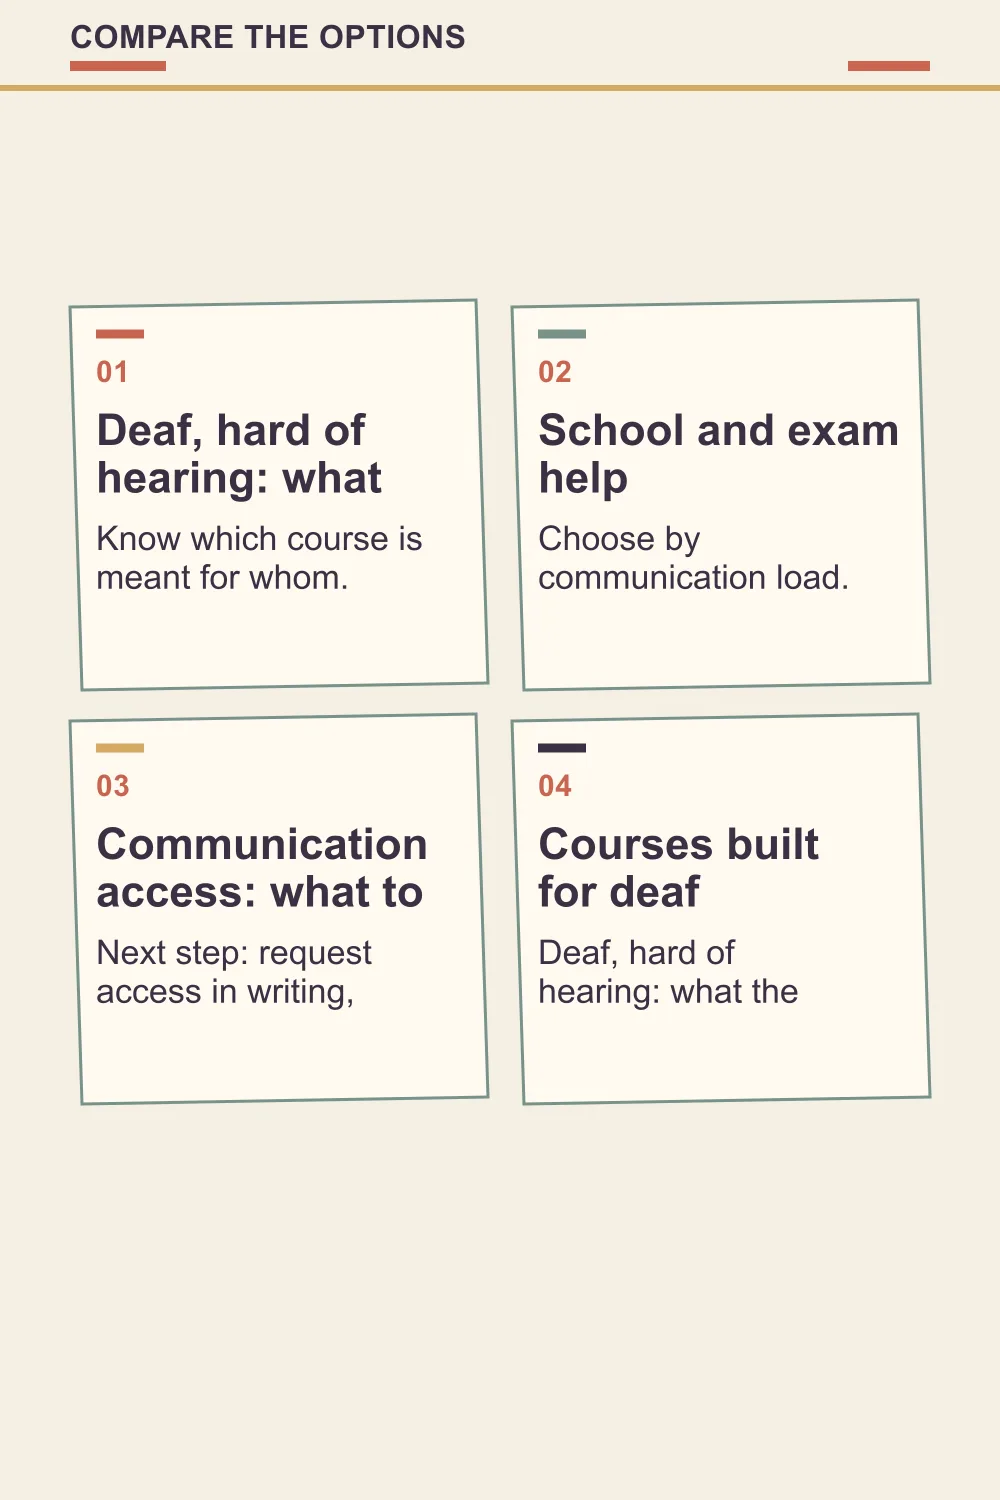 COMPARE THE OPTIONS
01
Deaf, hard of
hearing: what
Know which course is
meant for whom.
02
School and exam
help
Choose by
communication load.
03
Communication
access: what to
Next step: request
access in writing,
04
Courses built
for deaf
Deaf, hard of
hearing: what the